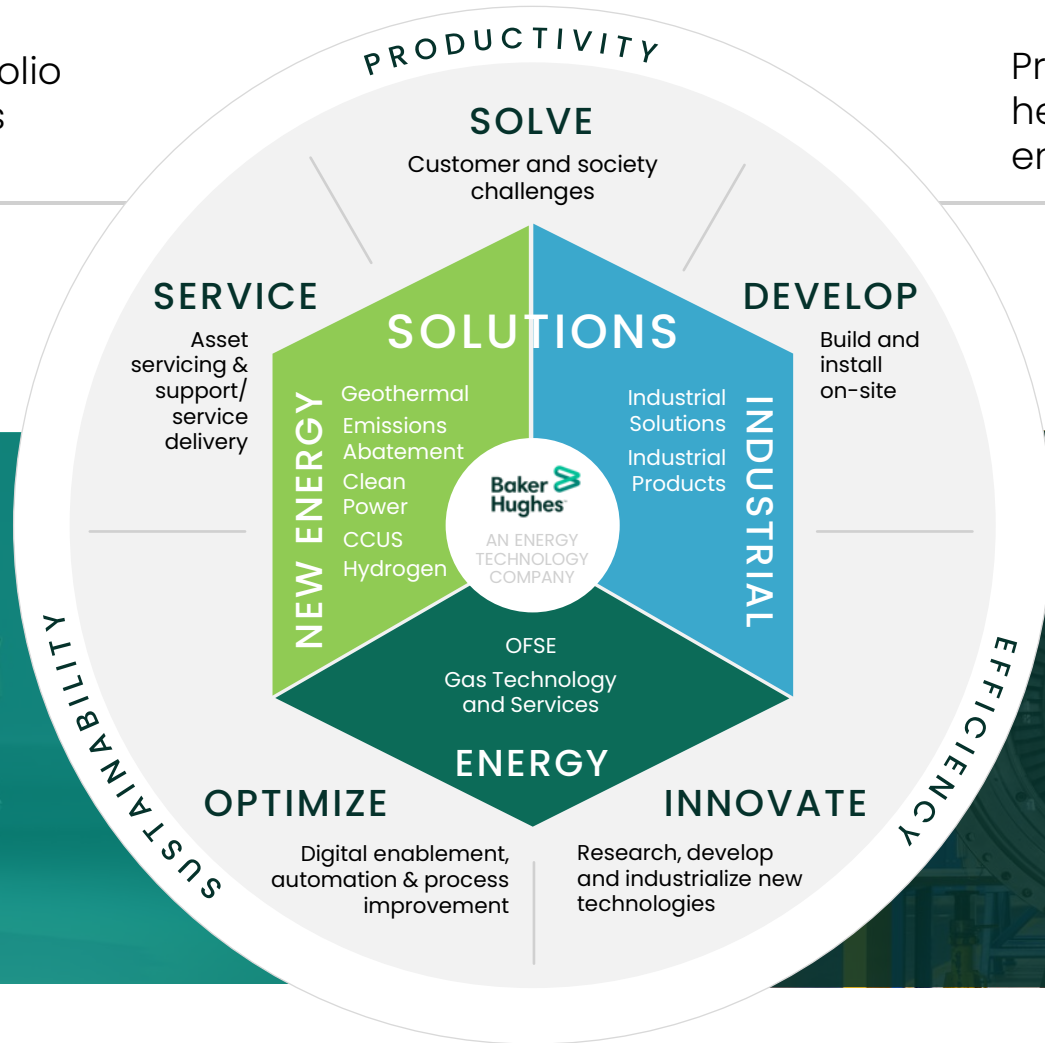 PRODUCTIVITY
SOLVE
Customer and society
challenges
SERVICE
Asset
servicing &
support/
service
delivery
DEVELOP
Build and
install
on-site
SOLUTIONS
NEW ENERGY
Geothermal
Emissions
Abatement
Clean
Power
CCUS
Hydrogen
Industrial
Solutions
Industrial
Products
INDUSTRIAL
Baker
Hughes
AN ENERGY
TECHNOLOGY
COMPANY
OFSE
Gas Technology
and Services
ENERGY
SUSTAINABILITY
EFFICIENCY
OPTIMIZE
Digital enablement,
automation & process
improvement
INNOVATE
Research, develop
and industrialize new
technologies